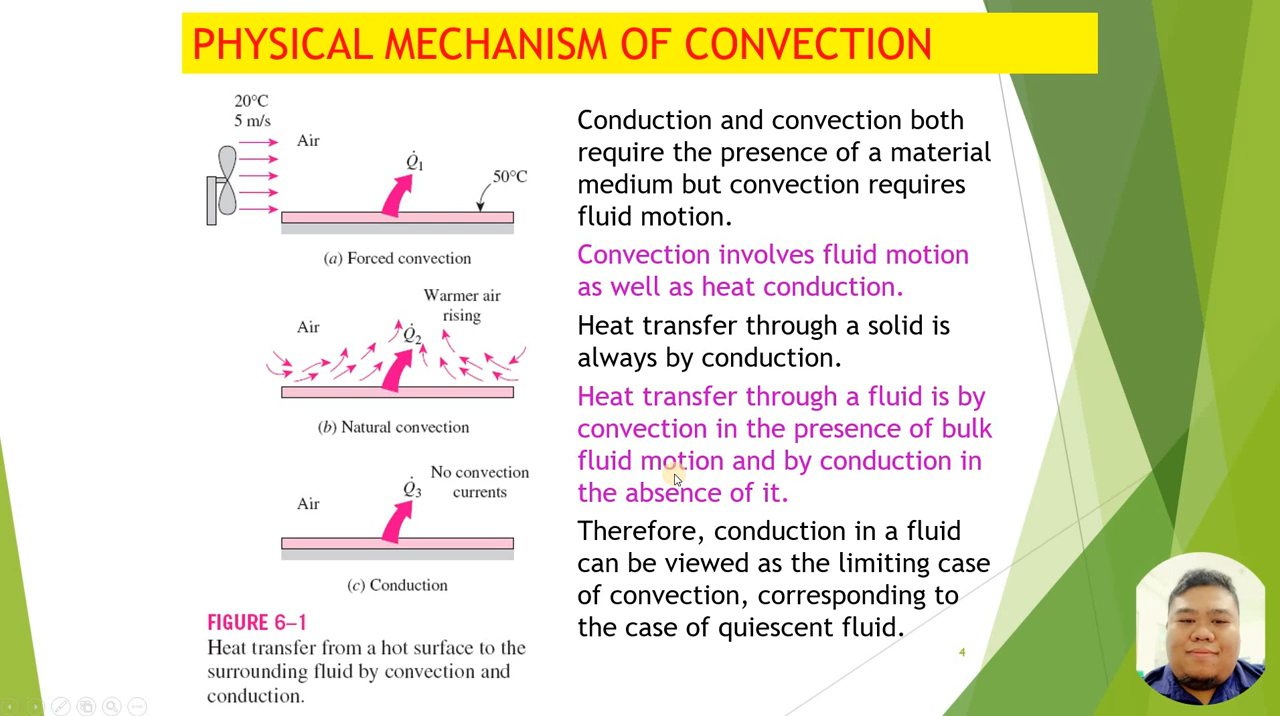 PHYSICAL MECHANISM OF CONVECTION
20°C
5 m/s
Air
Q̇1
50°C
(a) Forced convection
Warmer air
rising
Air
Q̇2
(b) Natural convection
No convection
currents
Q̇3
Air
(c) Conduction
FIGURE 6–1
Heat transfer from a hot surface to the
surrounding fluid by convection and
conduction.
Conduction and convection both
require the presence of a material
medium but convection requires
fluid motion.
Convection involves fluid motion
as well as heat conduction.
Heat transfer through a solid is
always by conduction.
Heat transfer through a fluid is by
convection in the presence of bulk
fluid motion and by conduction in
the absence of it.
Therefore, conduction in a fluid
can be viewed as the limiting case
of convection, corresponding to
the case of quiescent fluid.
4